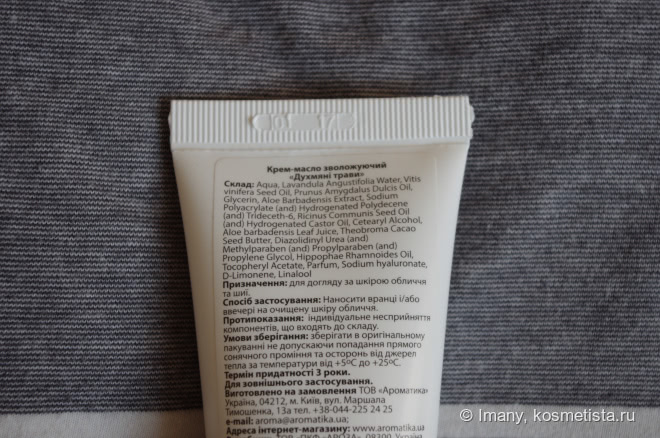 Крем-масло зволожуючий
«Духмяні трави»
Склад: Aqua, Lavandula Angustifolia Water, Vitis
vinifera Seed Oil, Prunus Amygdalus Dulcis Oil,
Glycerin, Aloe Barbadensis Extract, Sodium
Polyacrylate (and) Hydrogenated Polydecene
(and) Trideceth-6, Ricinus Communis Seed Oil
(and) Hydrogenated Castor Oil, Cetearyl Alcohol,
Aloe barbadensis Leaf Juice, Theobroma Cacao
Seed Butter, Diazolidinyl Urea (and)
Methylparaben (and) Propylparaben (and)
Propylene Glycol, Hippophae Rhamnoides Oil,
Tocopheryl Acetate, Parfum, Sodium hyaluronate,
D-Limonene, Linalool
Призначення: для догляду за шкірою обличчя
та шиї.
Спосіб застосування: Наносити вранці і/або
ввечері на очищену шкіру обличчя.
Протипоказання: індивідуальне несприйняття
компонентів, що входять до складу.
Умови зберігання: зберігати в оригінальному
пакуванні не допускаючи попадання прямого
сонячного проміння та осторонь від джерел
тепла за температури від +5ºC до +25ºC.
Термін придатності 3 роки.
Для зовнішнього застосування.
Виготовлено на замовлення ТОВ «Ароматика»
Україна, 04212, м. Київ, вул. Маршала
Тимошенка, 13а тел. +38-044-225 24 25
e-mail: aroma@aromatika.ua;
Адреса інтернет-магазину: www.aromatika.ua
ТОВ «ПКФ «АРОЗА» 08300, Україна
© Imany, kosmetista.ru